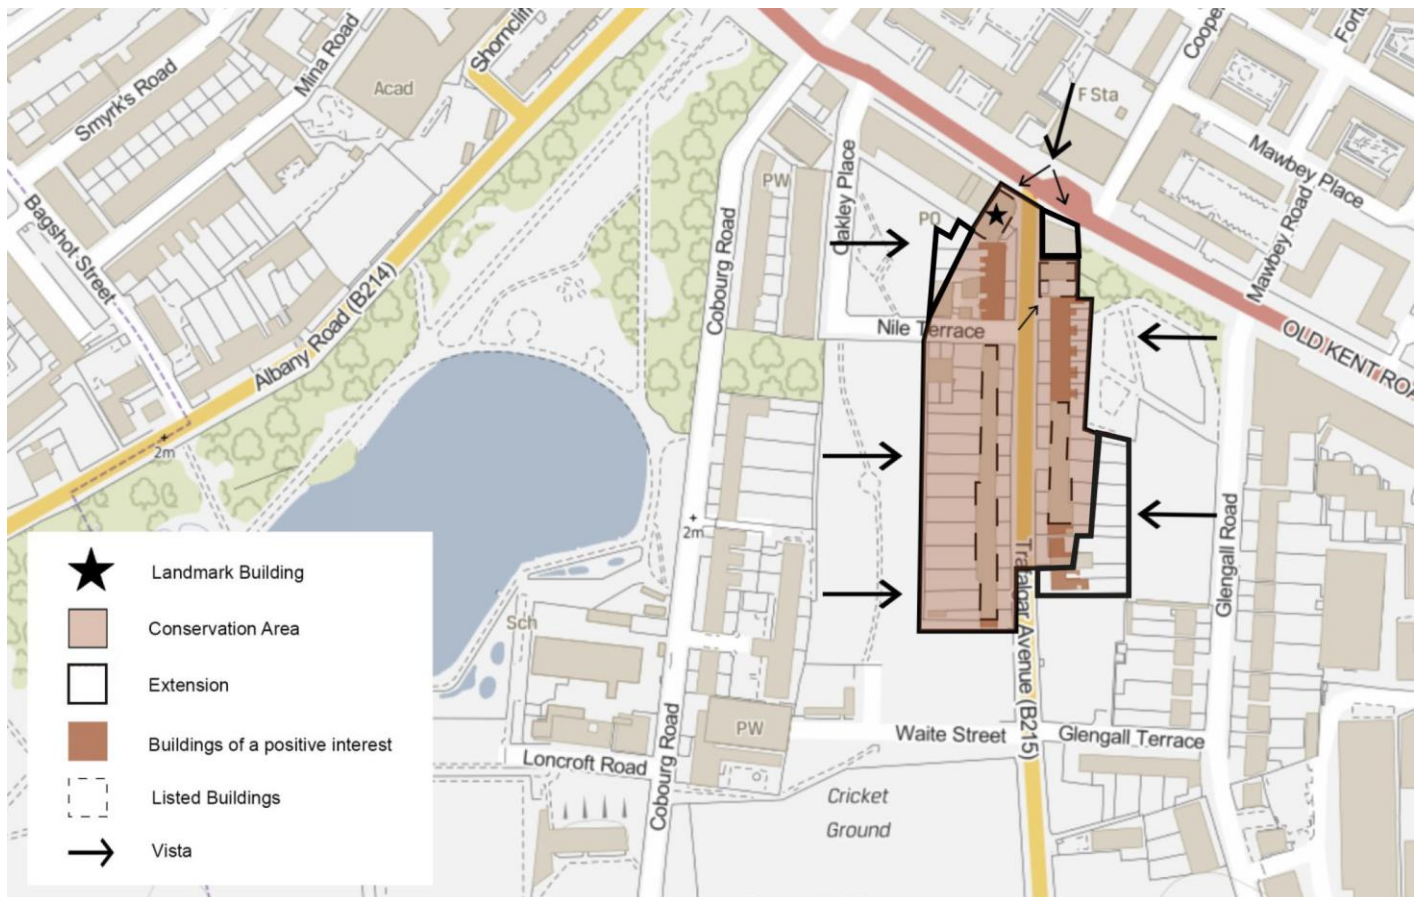 Smyrk's Road
Mina Road
Acad
Shorncli
Bagshot Street
Albany Road (B214)
2m
PW
Cobourg Road
Oakley Place
PO
Nile Terrace
F Sta
Cooper
Fort
Mawbey Place
Mawbey Road
OLD KENT ROA
Glengall Road
Trafalgar Avenue (B215)
2m
Sch
PW
Waite Street
Glengall Terrace
Loncroft Road
Cobourg Road
Cricket
Ground
Landmark Building
Conservation Area
Extension
Buildings of a positive interest
Listed Buildings
Vista